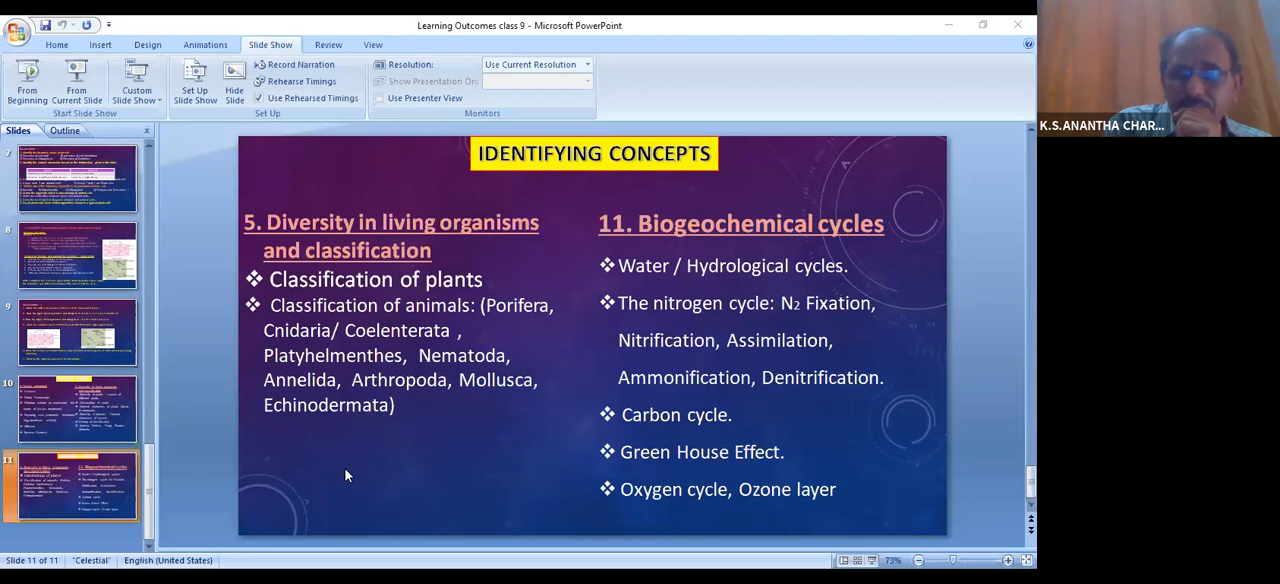 Learning Outcomes class 9 - Microsoft PowerPoint
Home Insert Design Animations Slide Show Review View
From Beginning
From Current Slide
Custom Slide Show
Start Slide Show
Set Up Slide Show
Hide Slide
Record Narration
Rehearse Timings
Use Rehearsed Timings
Set Up
Resolution: Use Current Resolution
Show Presentation On:
Use Presenter View
Monitors
K.S.ANANTHA CHAR...
Slides Outline
7
8
9
10
11
IDENTIFYING CONCEPTS
5. Diversity in living organisms
and classification
❖ Classification of plants
❖ Classification of animals: (Porifera,
Cnidaria/ Coelenterata ,
Platyhelmenthes, Nematoda,
Annelida, Arthropoda, Mollusca,
Echinodermata)
11. Biogeochemical cycles
❖Water / Hydrological cycles.
❖The nitrogen cycle: N2 Fixation,
Nitrification, Assimilation,
Ammonification, Denitrification.
❖ Carbon cycle.
❖ Green House Effect.
❖ Oxygen cycle, Ozone layer
Slide 11 of 11 "Celestial" English (United States) 73%